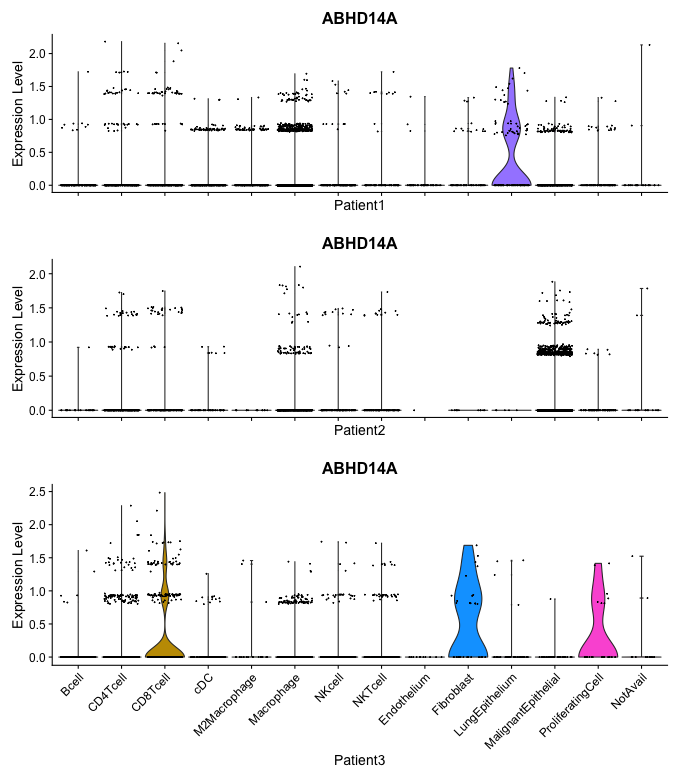 ABHD14A
Expression Level
2.0
1.5
1.0
0.5
0.0
Patient1
ABHD14A
Expression Level
2.0
1.5
1.0
0.5
0.0
Patient2
ABHD14A
Expression Level
2.5
2.0
1.5
1.0
0.5
0.0
Bcell
CD4Tcell
CD8Tcell
cDC
M2Macrophage
Macrophage
NKcell
NKTcell
Endothelium
Fibroblast
LungEpithelium
MalignantEpithelial
ProliferatingCell
NotAvail
Patient3